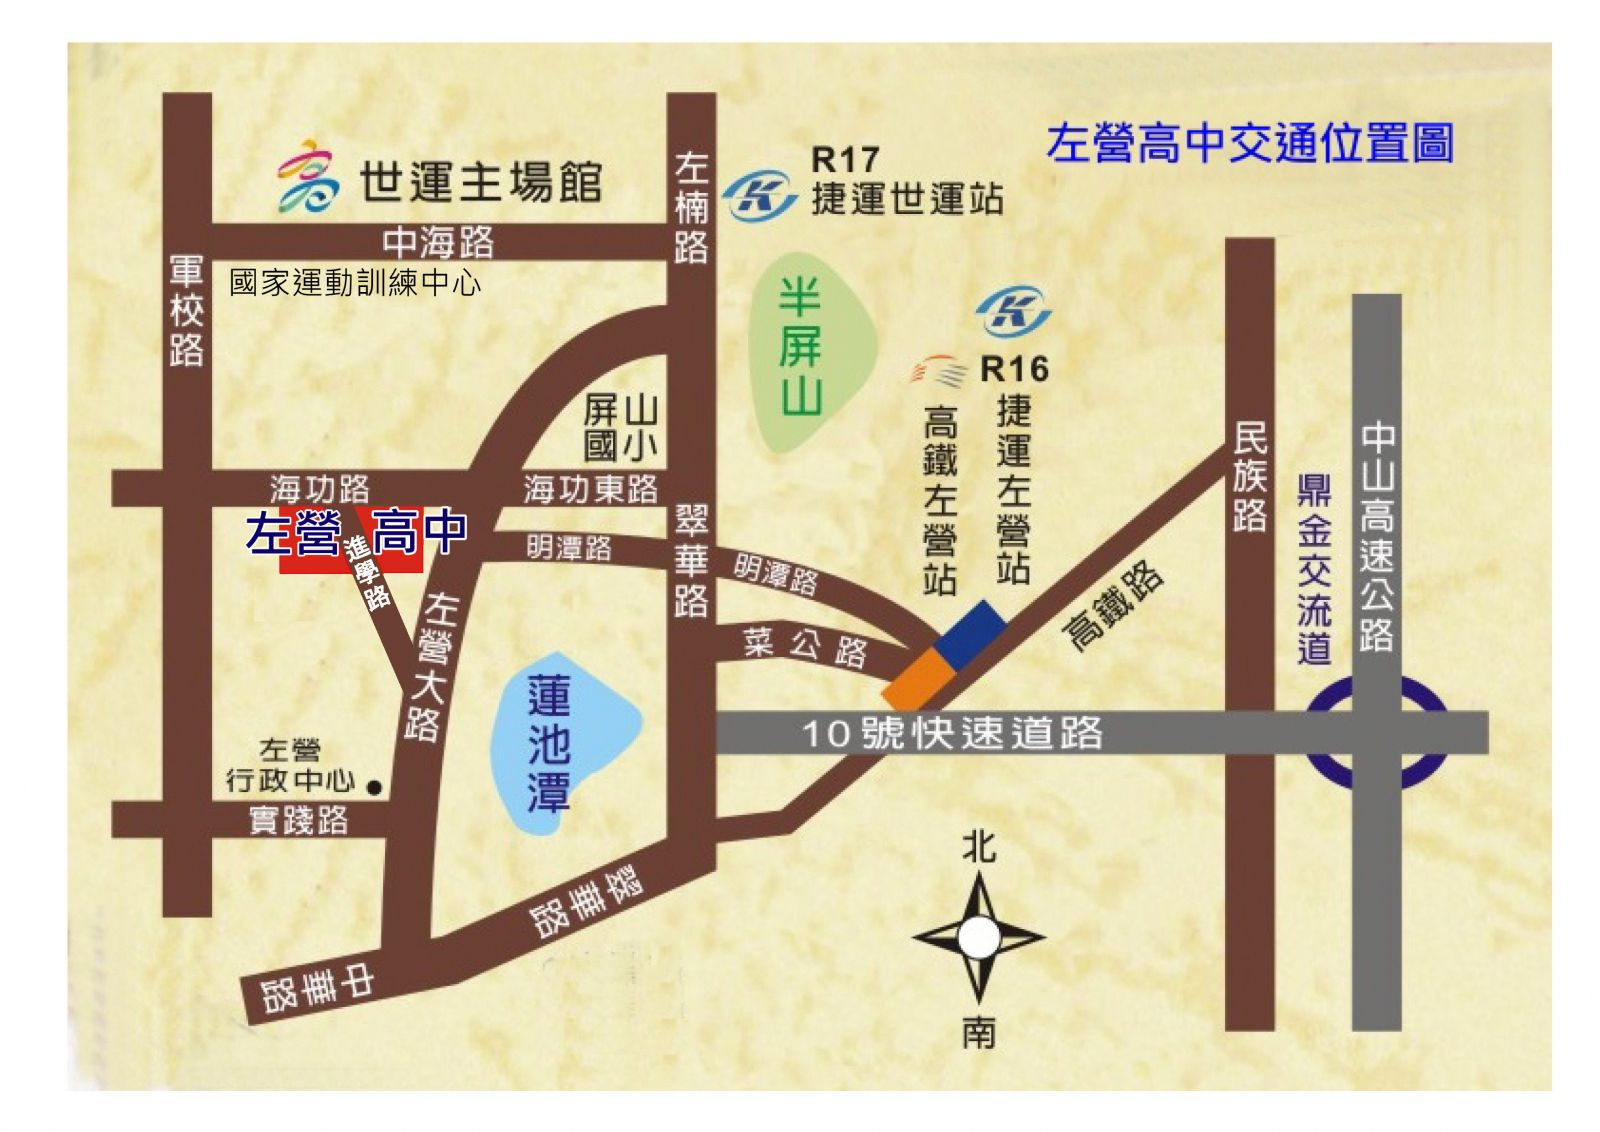 左營高中交通位置圖
世運主場館
R17
捷運世運站
左楠路
中海路
國家運動訓練中心
軍校路
半屏山
R16
捷運左營站
高鐵左營站
屏山
國小
民族路
中山高速公路
鼎金交流道
海功路
海功東路
左營高中
進學路
明潭路
明潭路
翠華路
菜公路
高鐵路
左營大路
蓮池潭
10號快速道路
左營
行政中心
實踐路
翠華路
中華路
北
南